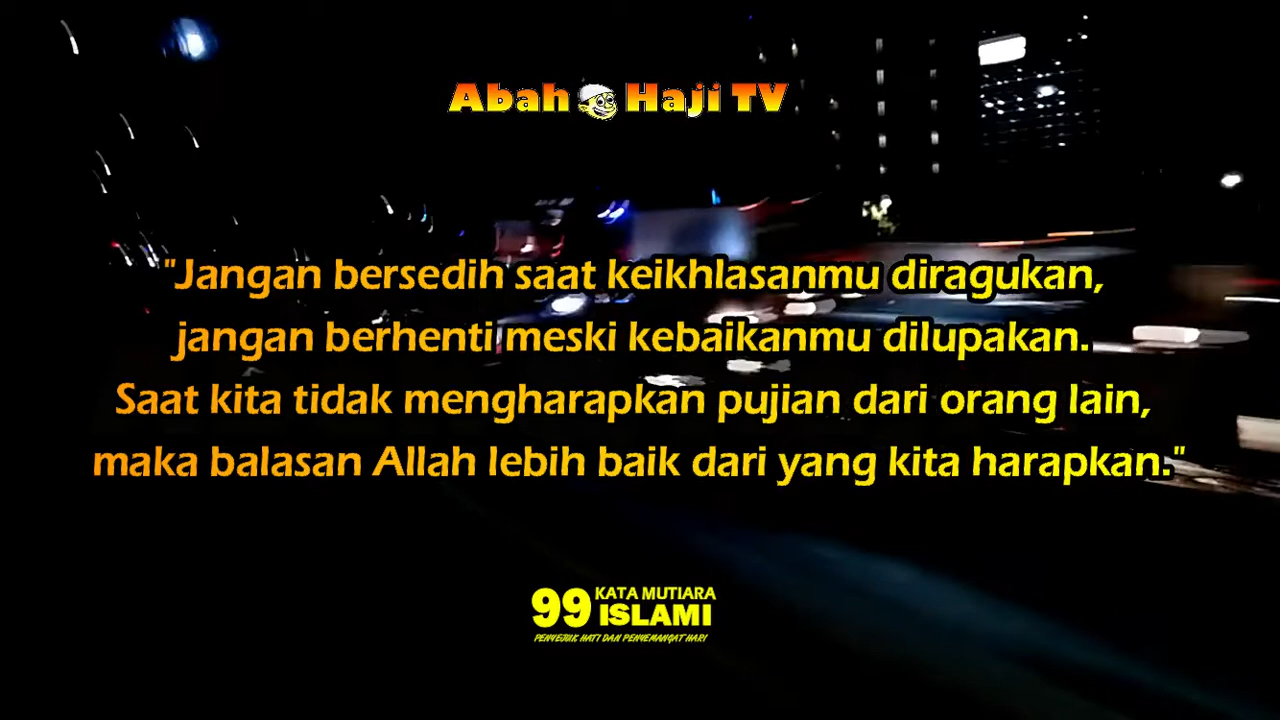 Abah Haji TV
"Jangan bersedih saat keikhlasanmu diragukan,
jangan berhenti meski kebaikanmu dilupakan.
Saat kita tidak mengharapkan pujian dari orang lain,
maka balasan Allah lebih baik dari yang kita harapkan."
99 KATA MUTIARA
ISLAMI
PENYEJUK HATI DAN PENYEMANGAT HARI